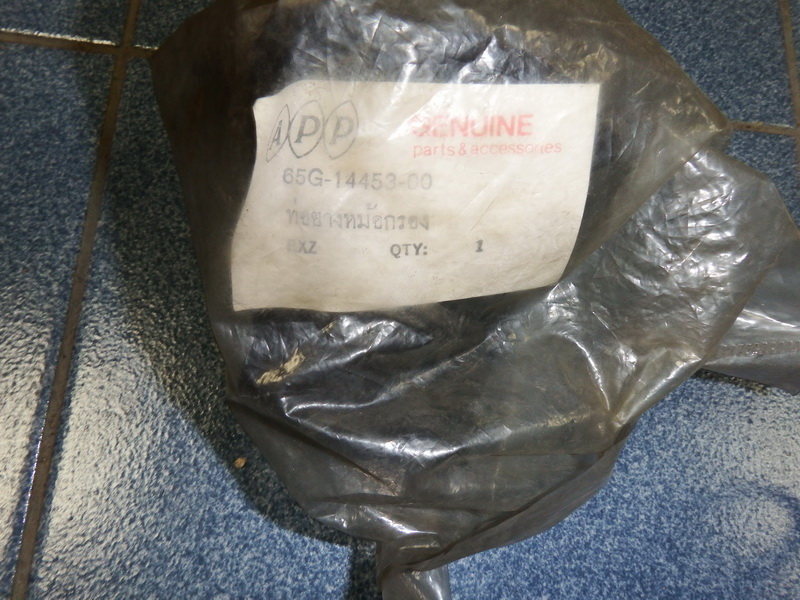 APP GENUINE
parts & accessories
65G-14453-00
ท่อยางหม้อกรอง
QTY: 1